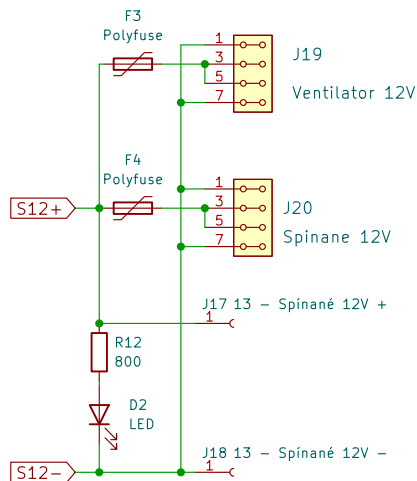 F3
Polyfuse
1
3
5
7
J19
Ventilator 12V
F4
Polyfuse
S12+
1
3
5
7
J20
Spinane 12V
J17 13 - Spínané 12V +
1
R12
800
D2
LED
J18 13 - Spínané 12V -
1
S12-